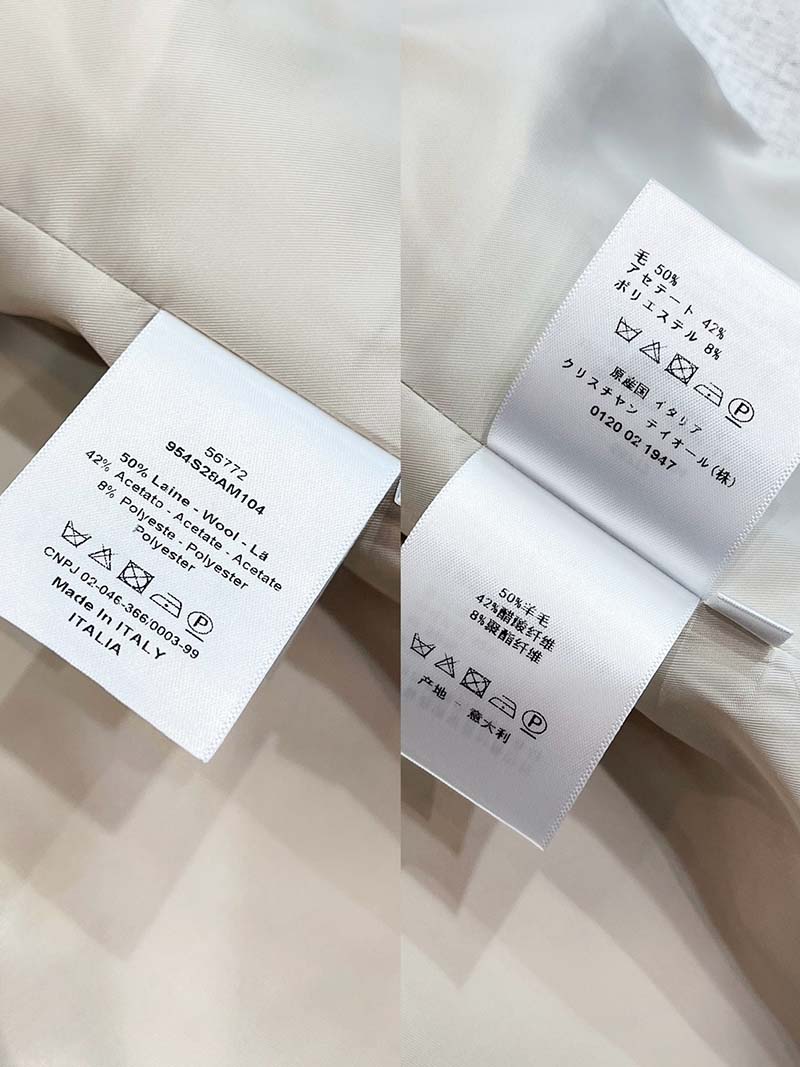 56772
954S28AM104
50% Laine - Wool - Lã
42% Acetato - Acetate - Acetate
8% Polyeste - Polyester
Polyester
CNPJ 02-046-366/0003-99
Made In ITALY
ITALIA
毛 50%
アセテート 42%
ポリエステル 8%
P
原産国 イタリア
クリスチャン デイオール(株)
0120 02 1947
50%羊毛
42%醋酸纤维
8%聚酯纤维
P
产地 - 意大利